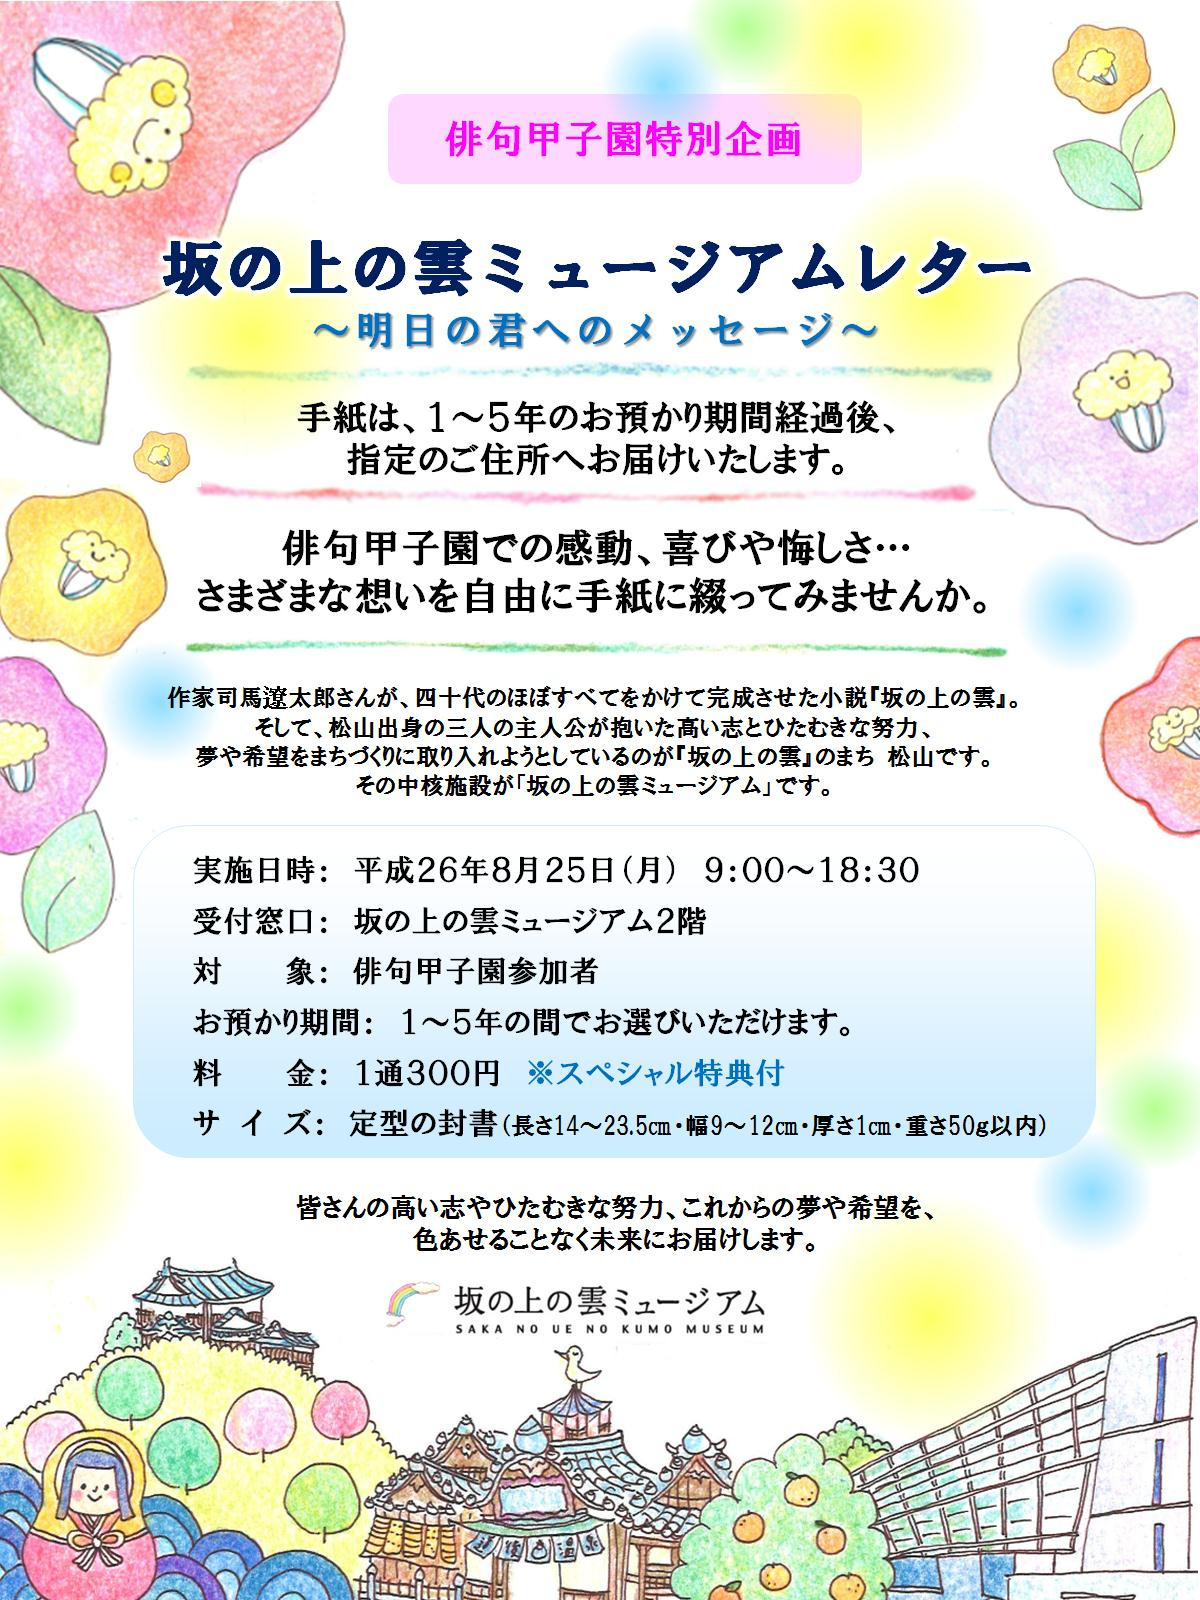 俳句甲子園特別企画
坂の上の雲ミュージアムレター
～明日の君へのメッセージ～
手紙は、1～5年のお預かり期間経過後、
指定のご住所へお届けいたします。
俳句甲子園での感動、喜びや悔しさ…
さまざまな想いを自由に手紙に綴ってみませんか。
作家司馬遼太郎さんが、四十代のほぼすべてをかけて完成させた小説『坂の上の雲』。
そして、松山出身の三人の主人公が抱いた高い志とひたむきな努力、
夢や希望をまちづくりに取り入れようとしているのが『坂の上の雲』のまち 松山です。
その中核施設が「坂の上の雲ミュージアム」です。
実施日時： 平成26年8月25日（月） 9：00～18：30
受付窓口： 坂の上の雲ミュージアム2階
対　　象： 俳句甲子園参加者
お預かり期間： 1～5年の間でお選びいただけます。
料　　金： 1通300円 ※スペシャル特典付
サ イ ズ： 定型の封書（長さ14～23.5㎝・幅9～12㎝・厚さ1㎝・重さ50g以内）
皆さんの高い志やひたむきな努力、これからの夢や希望を、
色あせることなく未来にお届けします。
坂の上の雲ミュージアム
SAKA NO UE NO KUMO MUSEUM
道後温泉